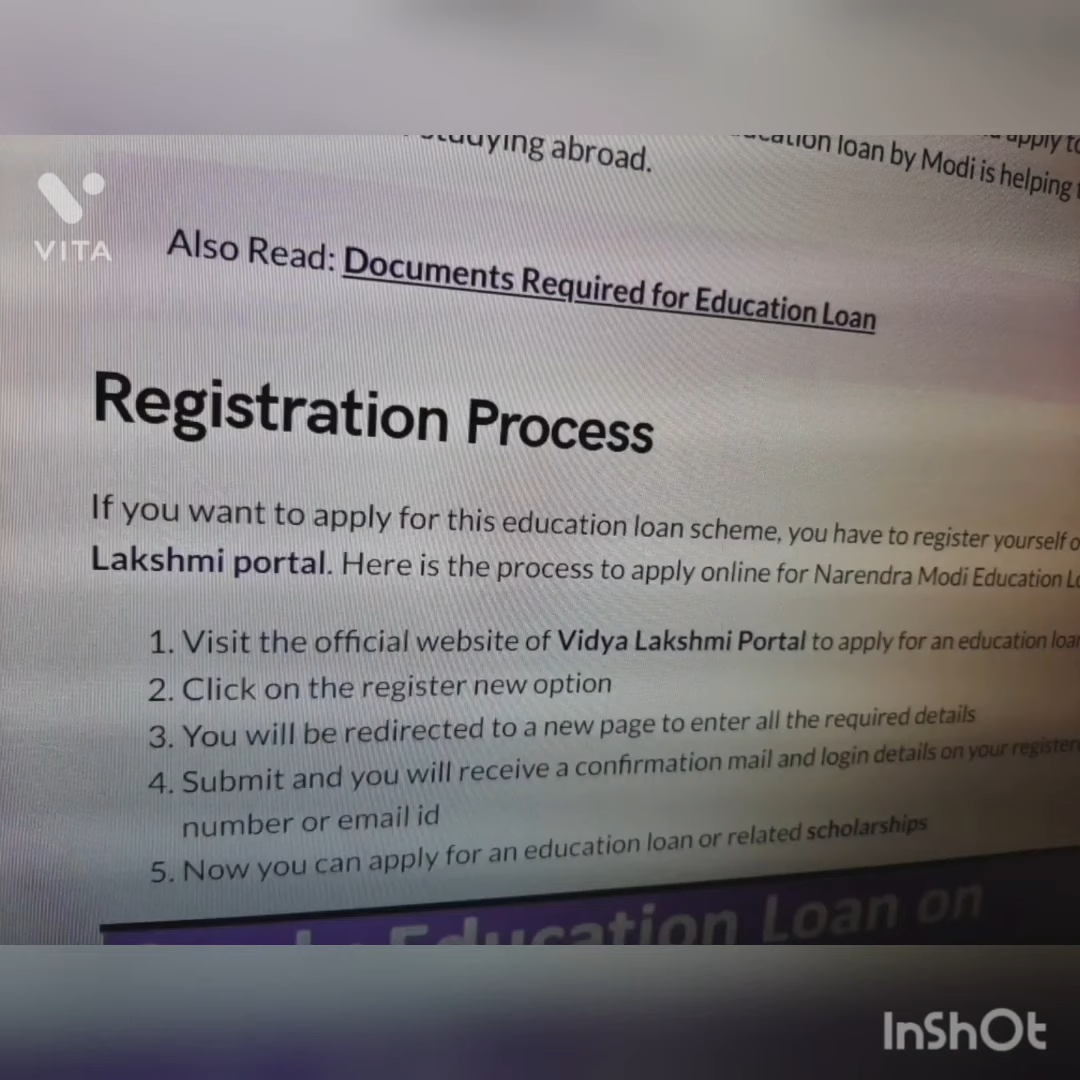 studying abroad.
apply to
loan by Modi is helping
VITA
Also Read: Documents Required for Education Loan
Registration Process
If you want to apply for this education loan scheme, you have to register yourself
Lakshmi portal. Here is the process to apply online for Narendra Modi Education
1. Visit the official website of Vidya Lakshmi Portal to apply for an education loan
2. Click on the register new option
3. You will be redirected to a new page to enter all the required details
4. Submit and you will receive a confirmation mail and login details on your
number or email id
5. Now you can apply for an education loan or related scholarships
Education Loan on
InShOt